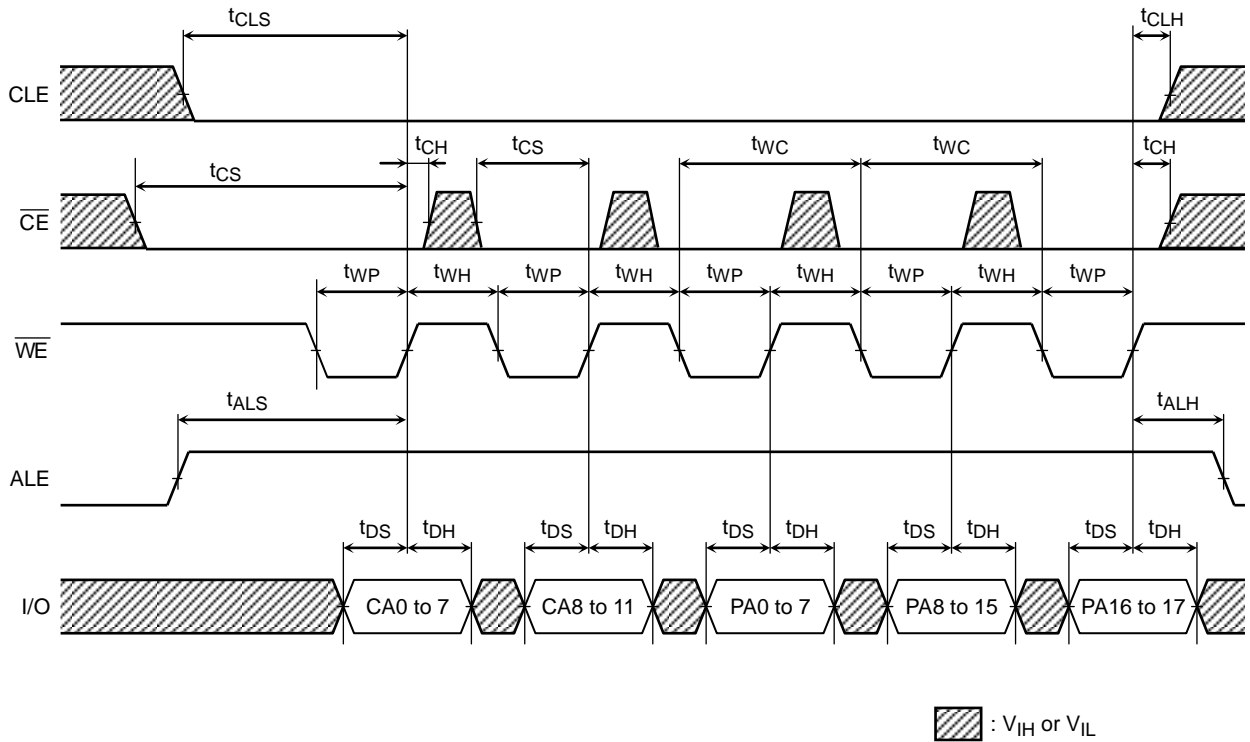 tCLS tCLH
CLE
tCH tCS tWC tWC tCH
tCS
CE
tWP tWH tWP tWH tWP tWH tWP tWH tWP
WE
tALS tALH
ALE
tDS tDH tDS tDH tDS tDH tDS tDH tDS tDH
I/O CA0 to 7 CA8 to 11 PA0 to 7 PA8 to 15 PA16 to 17
: VIH or VIL